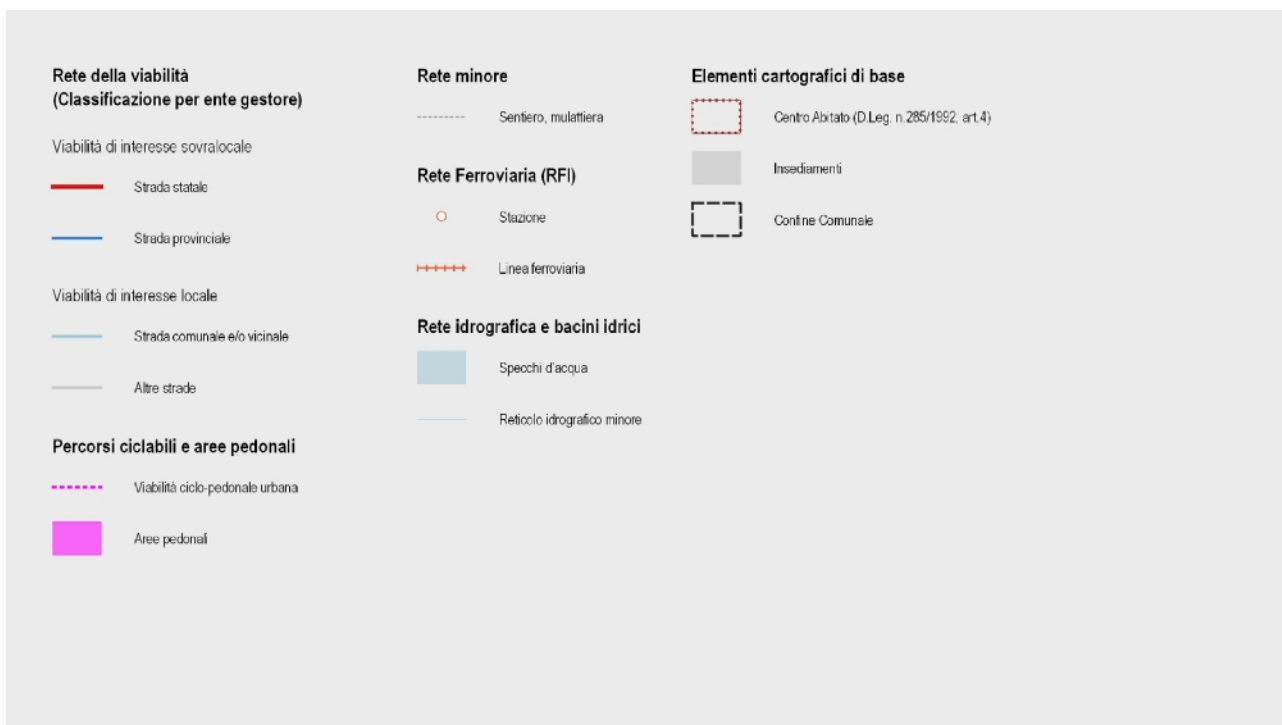 Rete della viabilità
(Classificazione per ente gestore)
Viabilità di interesse sovralocale
Strada statale
Strada provinciale
Viabilità di interesse locale
Strada comunale e/o vicinale
Altre strade
Percorsi ciclabili e aree pedonali
Viabilità ciclo-pedonale urbana
Aree pedonali
Rete minore
Sentiero, mulattiera
Rete Ferroviaria (RFI)
Stazione
Linea ferroviaria
Rete idrografica e bacini idrici
Specchi d'acqua
Reticolo idrografico minore
Elementi cartografici di base
Centro Abitato (D.Leg. n.285/1992, art.4)
Insediamenti
Confine Comunale